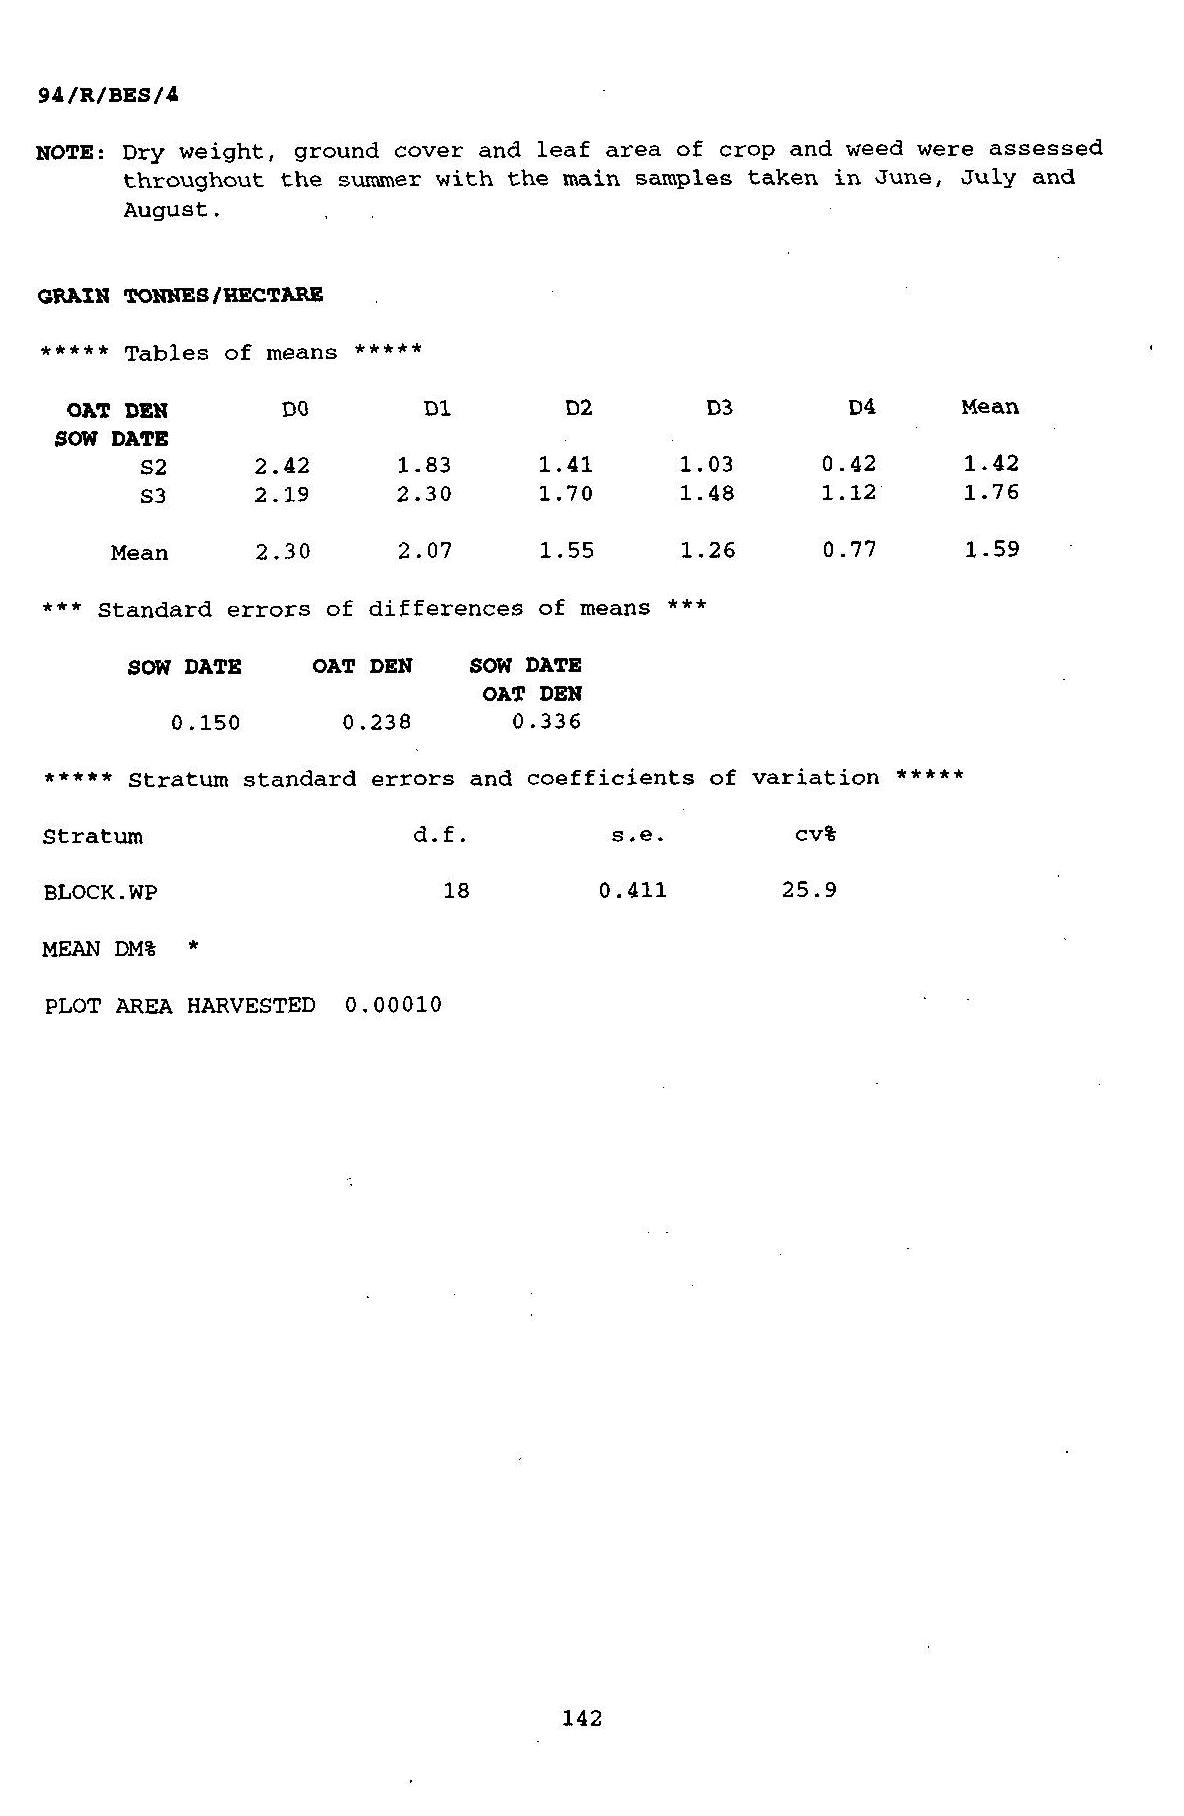 94/R/BES/4
NOTE: Dry weight, ground cover and leaf area of crop and weed were assessed
throughout the summer with the main samples taken in June, July and
August.
GRAIN TONNES/HECTARE
***** Tables of means *****
OAT DEN D0 D1 D2 D3 D4 Mean
SOW DATE
S2 2.42 1.83 1.41 1.03 0.42 1.42
S3 2.19 2.30 1.70 1.48 1.12 1.76
Mean 2.30 2.07 1.55 1.26 0.77 1.59
*** Standard errors of differences of means ***
SOW DATE OAT DEN SOW DATE
OAT DEN
0.150 0.238 0.336
***** Stratum standard errors and coefficients of variation *****
Stratum d.f. s.e. cv%
BLOCK.WP 18 0.411 25.9
MEAN DM% *
PLOT AREA HARVESTED 0.00010
142